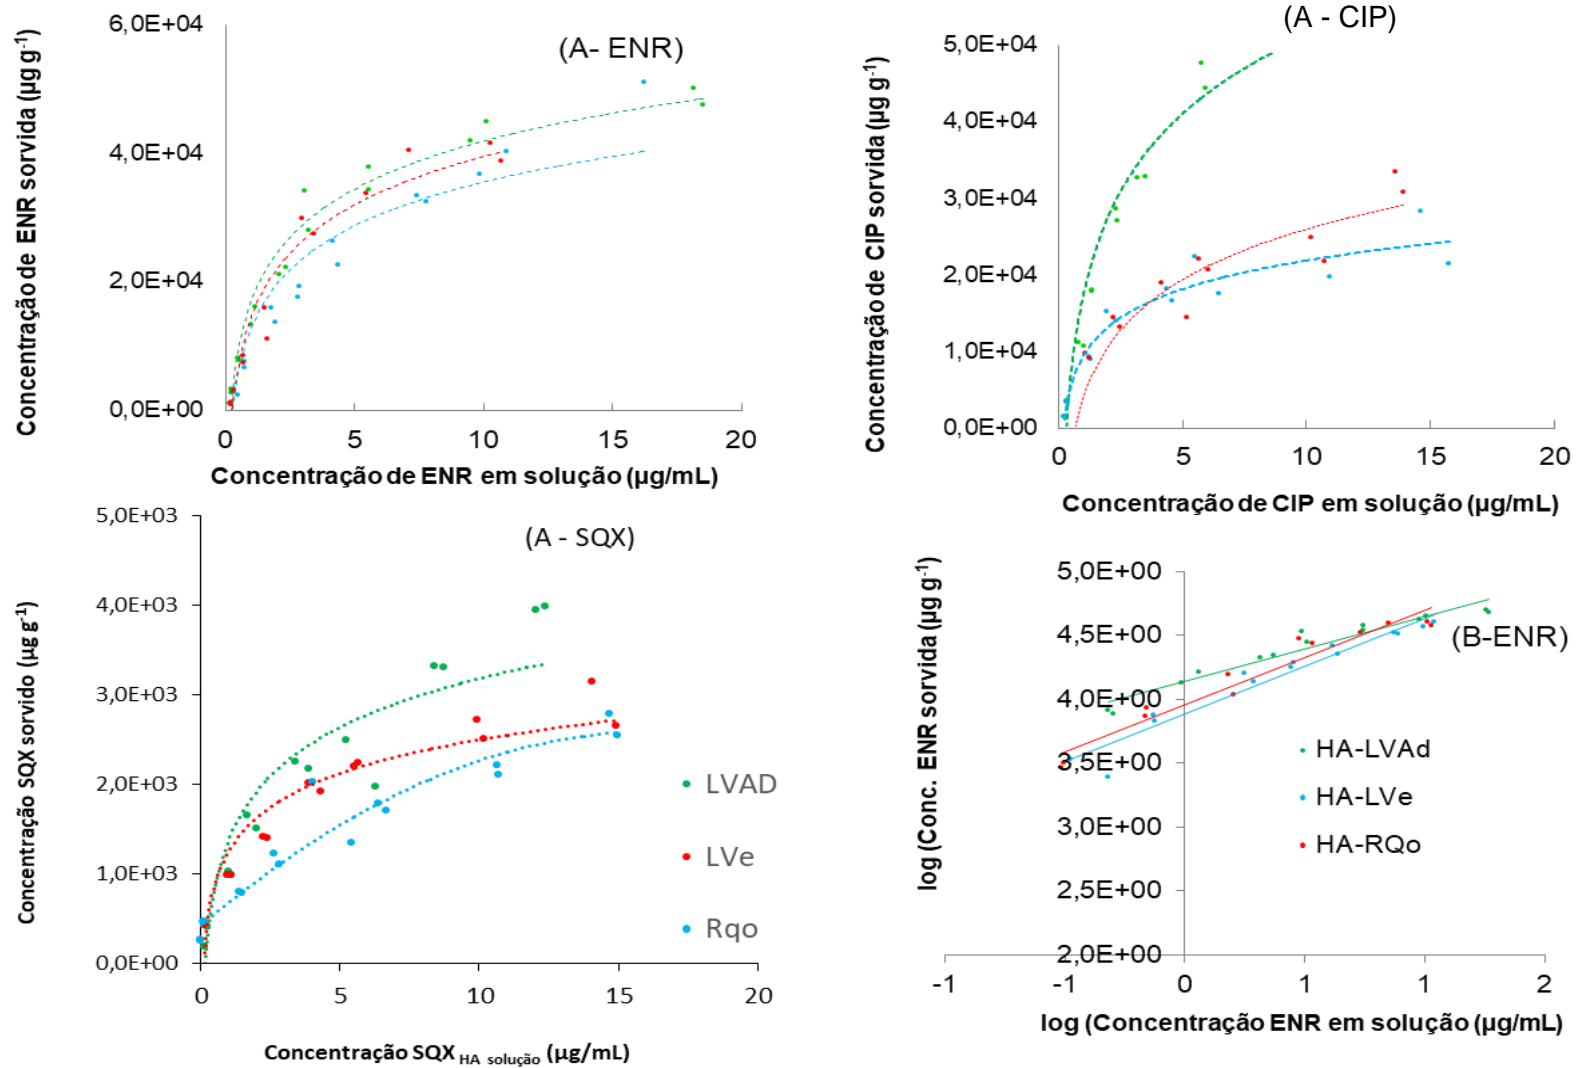 (A- ENR)
Concentração de ENR sorvida (µg g-1)
6,0E+04
4,0E+04
2,0E+04
0,0E+00
0 5 10 15 20
Concentração de ENR em solução (µg/mL)
(A - CIP)
Concentração de CIP sorvida (µg g-1)
5,0E+04
4,0E+04
3,0E+04
2,0E+04
1,0E+04
0,0E+00
0 5 10 15 20
Concentração de CIP em solução (µg/mL)
(A - SQX)
Concentração SQX sorvido (µg g-1)
5,0E+03
4,0E+03
3,0E+03
2,0E+03
1,0E+03
0,0E+00
0 5 10 15 20
LVAD
LVe
Rqo
Concentração SQX HA solução (µg/mL)
(B-ENR)
log (Conc. ENR sorvida (µg g-1)
5,0E+00
4,5E+00
4,0E+00
3,5E+00
3,0E+00
2,5E+00
2,0E+00
-1 -1 0 1 1 2
HA-LVAd
HA-LVe
HA-RQo
log (Concentração ENR em solução (µg/mL)